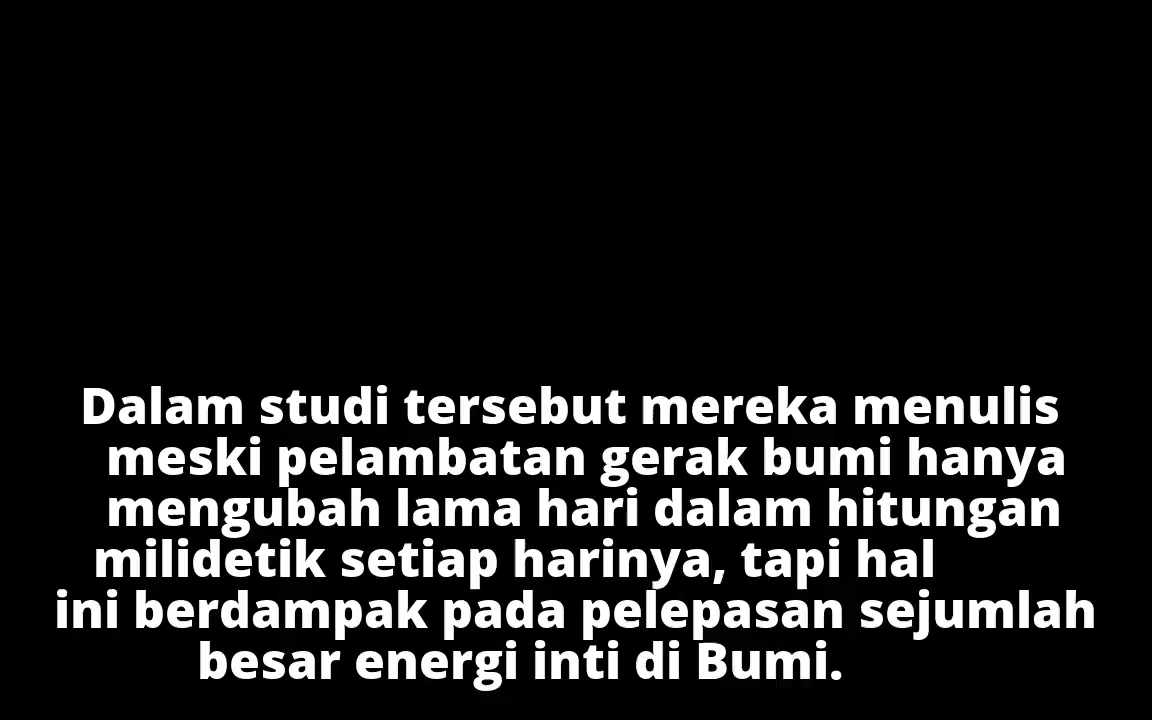 Dalam studi tersebut mereka menulis
meski pelambatan gerak bumi hanya
mengubah lama hari dalam hitungan
milidetik setiap harinya, tapi hal
ini berdampak pada pelepasan sejumlah
besar energi inti di Bumi.